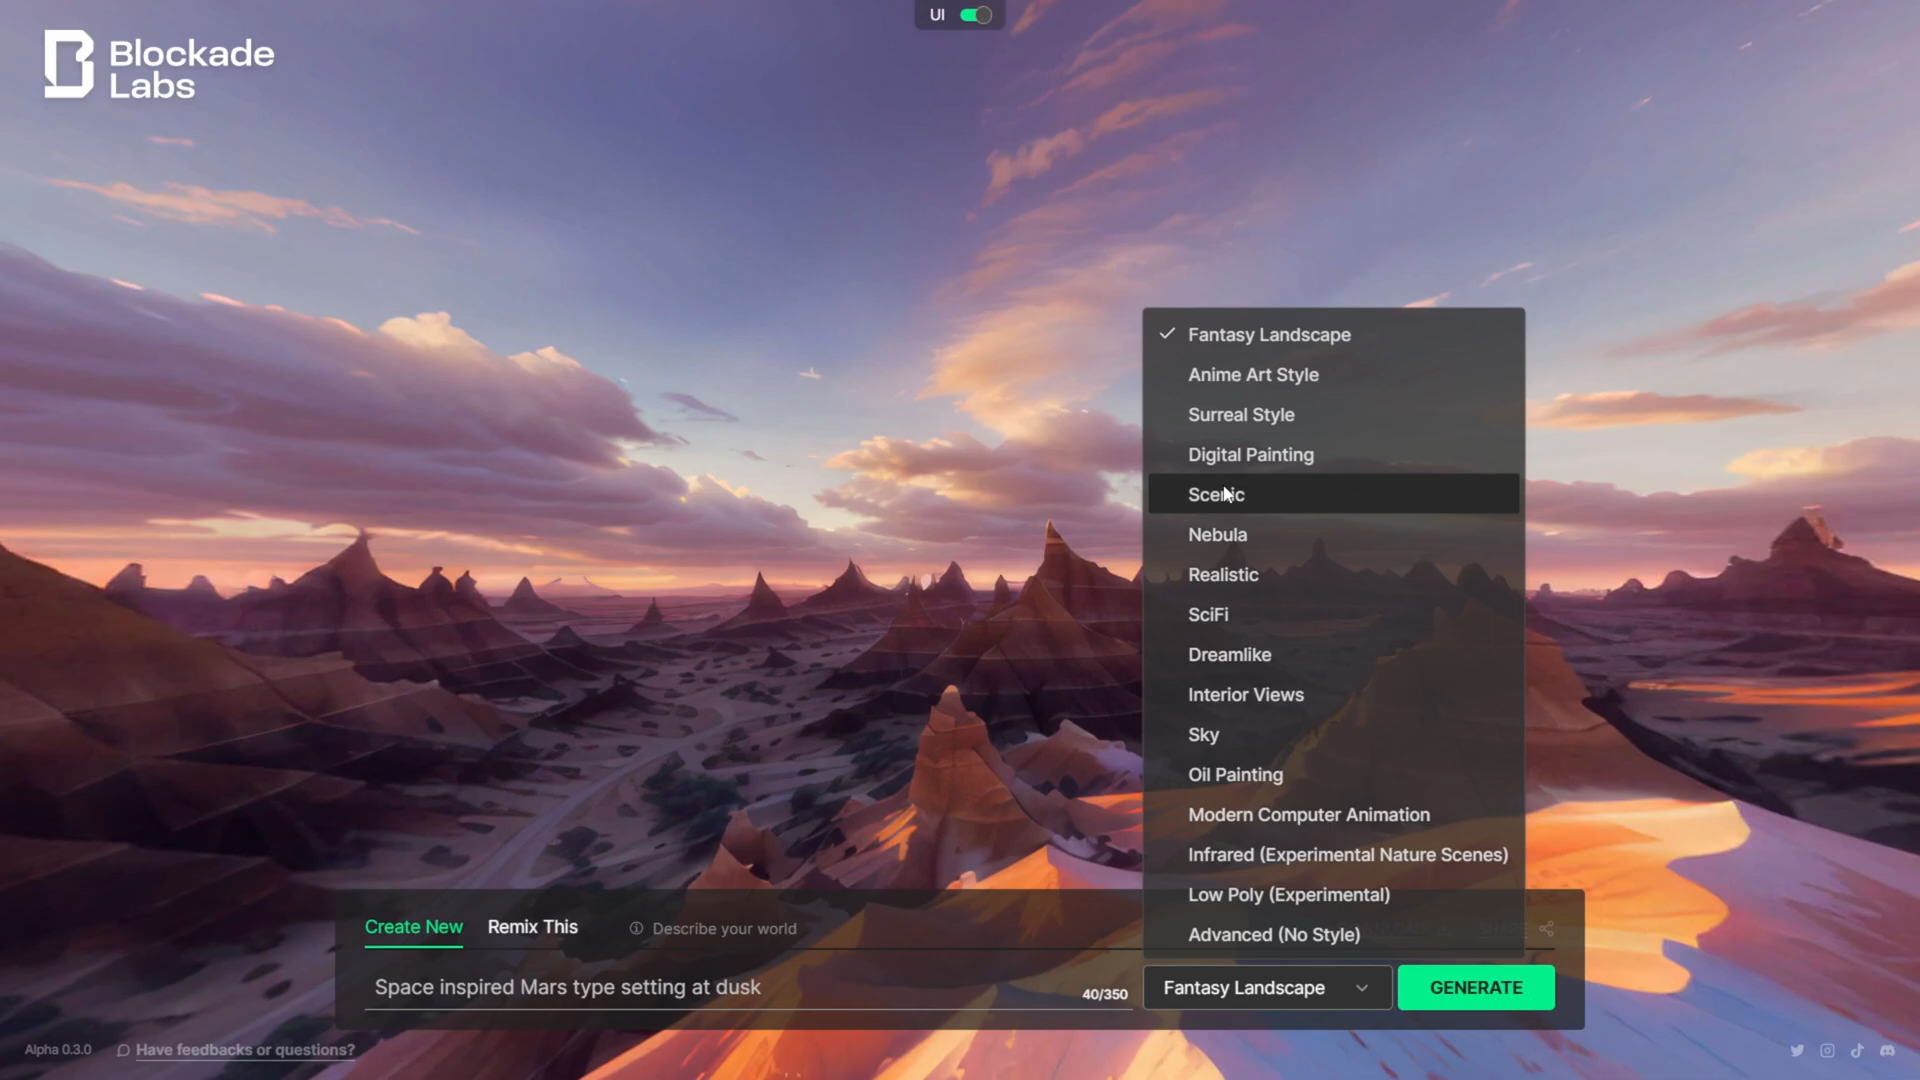 UI
Blockade
Labs
Fantasy Landscape
Anime Art Style
Surreal Style
Digital Painting
Scenic
Nebula
Realistic
SciFi
Dreamlike
Interior Views
Sky
Oil Painting
Modern Computer Animation
Infrared (Experimental Nature Scenes)
Low Poly (Experimental)
Advanced (No Style)
Create New
Remix This
Describe your world
Space inspired Mars type setting at dusk
40/350
Fantasy Landscape
GENERATE
Alpha 0.3.0
Have feedbacks or questions?